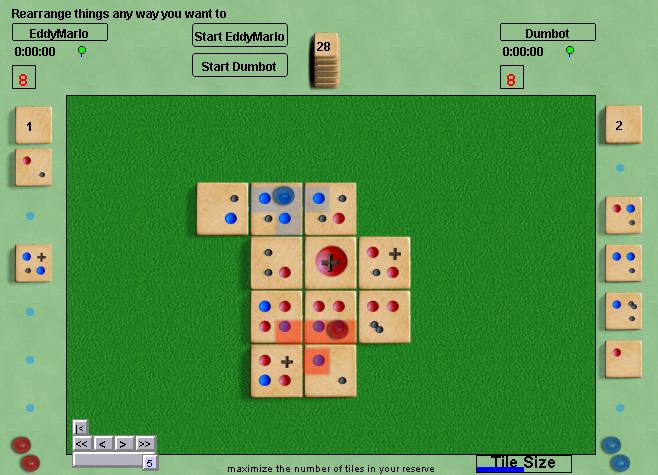 Rearrange things any way you want to
EddyMarlo
Start EddyMarlo
28
Dumbot
0:00:00
Start Dumbot
0:00:00
8
8
1
2
|<
<< < > >>
5
maximize the number of tiles in your reserve
Tile Size